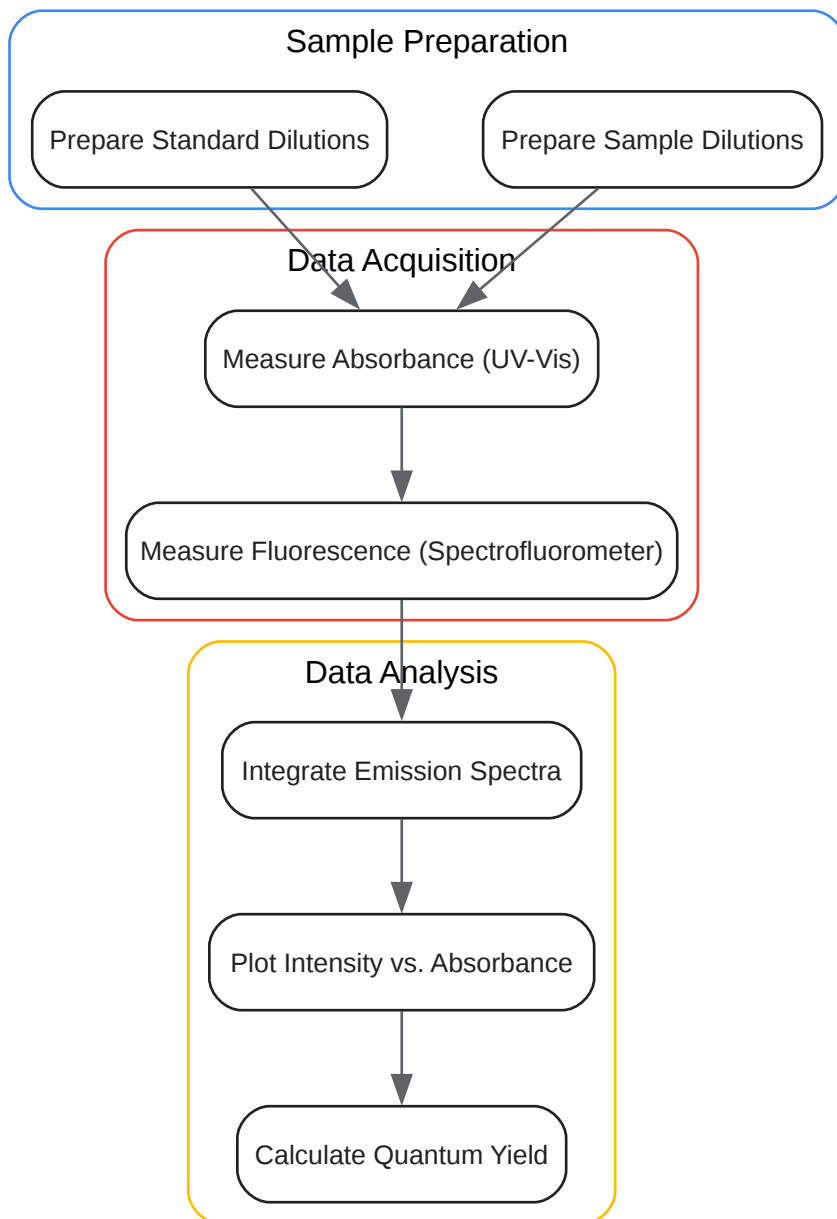 Sample Preparation
Prepare Standard Dilutions
Prepare Sample Dilutions
Data Acquisition
Measure Absorbance (UV-Vis)
Measure Fluorescence (Spectrofluorometer)
Data Analysis
Integrate Emission Spectra
Plot Intensity vs. Absorbance
Calculate Quantum Yield